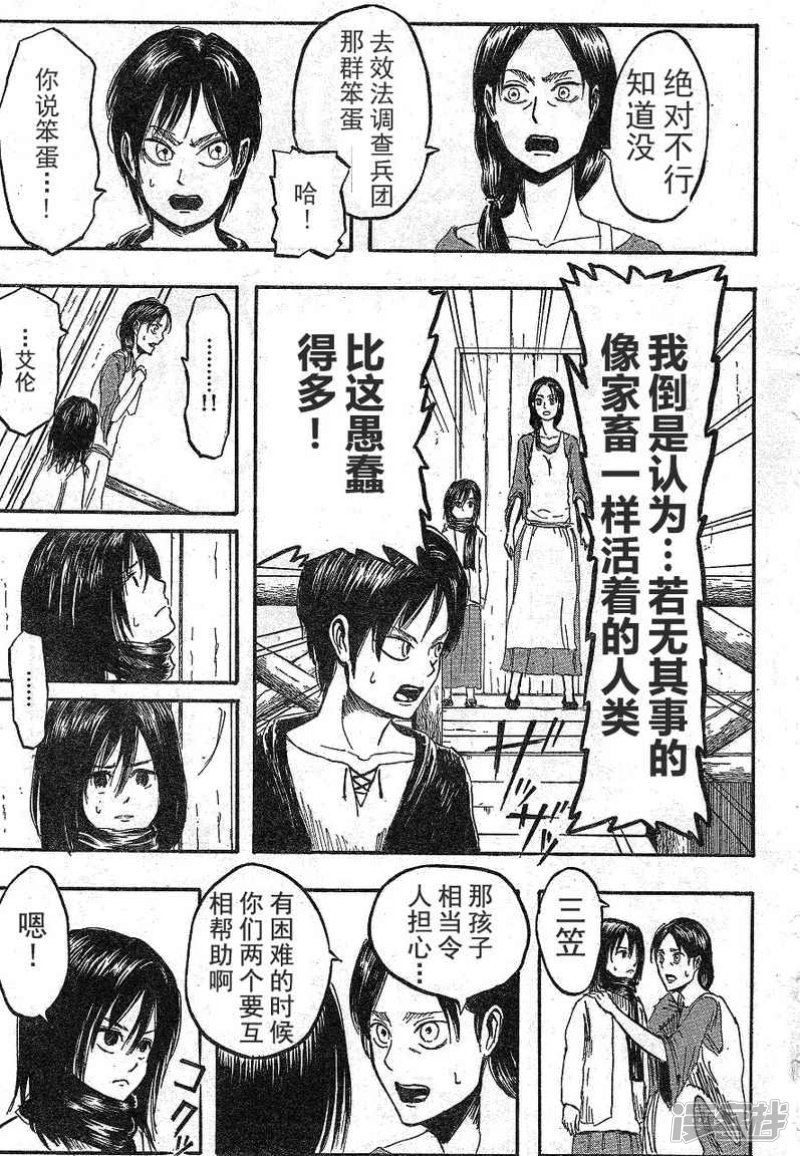 绝对不行
知道没
去效法调查兵团
那群笨蛋
哈！
你说笨蛋…！
我倒是认为…若无其事的
像家畜一样活着的人类
比这愚蠢
得多！
………!!
…艾伦
……
三笠
那孩子
相当令
人担心…
有困难的时候
你们两个要互
相帮助啊
嗯！
コクッ